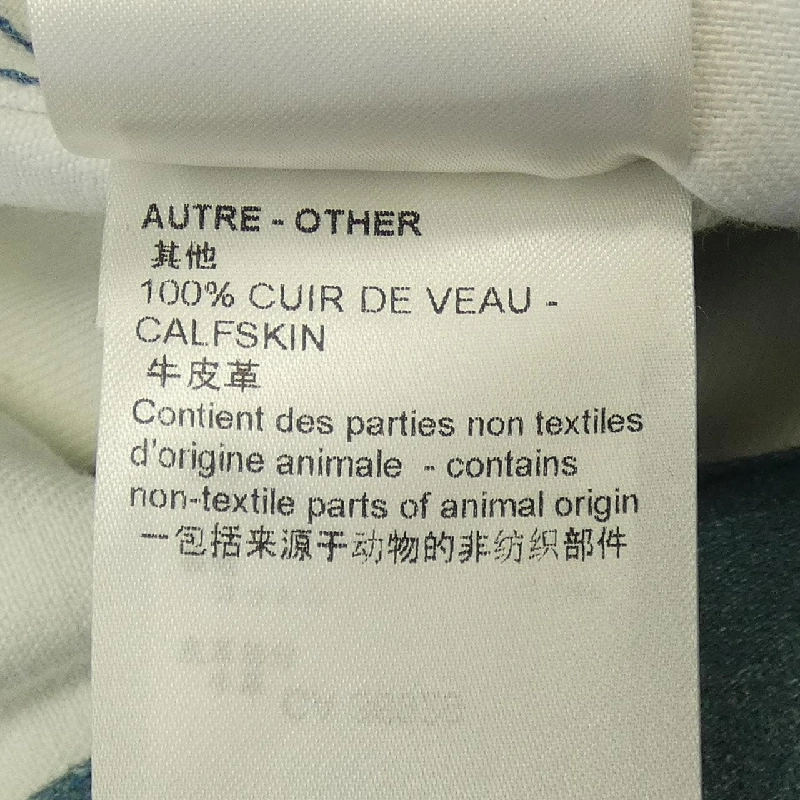 AUTRE - OTHER
其他
100% CUIR DE VEAU -
CALFSKIN
牛皮革
Contient des parties non textiles
d'origine animale - contains
non-textile parts of animal origin
一包括来源于动物的非纺织部件